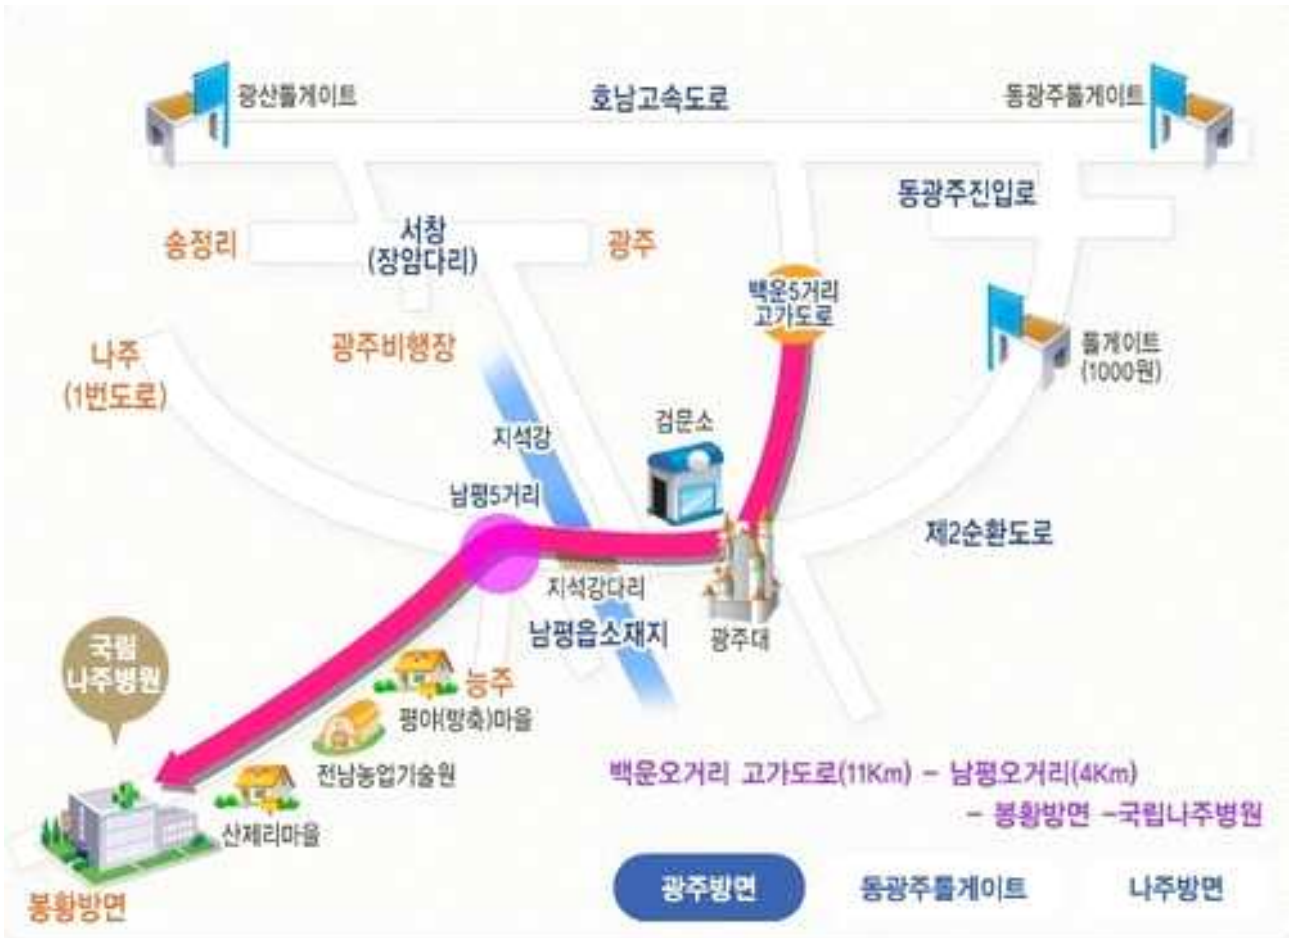 광산톨게이트
호남고속도로
동광주톨게이트
동광주진입로
송정리
서창
(장암다리)
광주
백운5거리
고가도로
광주비행장
나주
(1번도로)
톨게이트
(1000원)
검문소
지석강
남평5거리
제2순환도로
지석강다리
남평읍소재지
광주대
국립
나주병원
능주
평야(방축)마을
전남농업기술원
산제리마을
백운오거리 고가도로(11Km) - 남평오거리(4Km)
- 봉황방면 -국립나주병원
광주방면
동광주톨게이트
나주방면
봉황방면